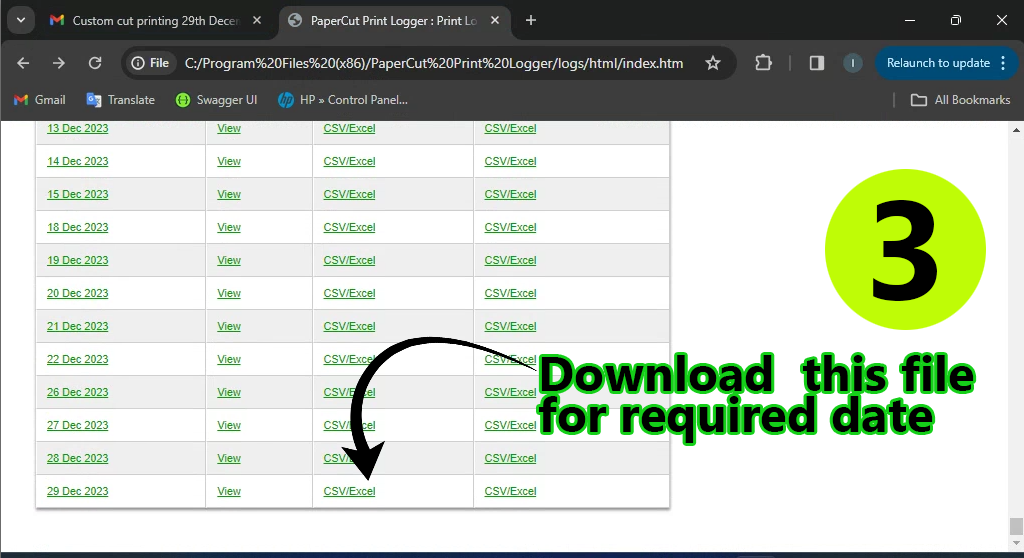 Custom cut printing 29th Decem
PaperCut Print Logger : Print Lo
File C:/Program%20Files%20(x86)/PaperCut%20Print%20Logger/logs/html/index.htm
I
Relaunch to update
Gmail
Translate
Swagger UI
HP » Control Panel...
All Bookmarks
13 Dec 2023 View CSV/Excel CSV/Excel
14 Dec 2023 View CSV/Excel CSV/Excel
15 Dec 2023 View CSV/Excel CSV/Excel
18 Dec 2023 View CSV/Excel CSV/Excel
19 Dec 2023 View CSV/Excel CSV/Excel
20 Dec 2023 View CSV/Excel CSV/Excel
21 Dec 2023 View CSV/Excel CSV/Excel
22 Dec 2023 View CSV/Excel CSV/Excel
26 Dec 2023 View CSV/Excel CSV/Excel
27 Dec 2023 View CSV/Excel CSV/Excel
28 Dec 2023 View CSV/Excel CSV/Excel
29 Dec 2023 View CSV/Excel CSV/Excel
3
Download this file
for required date